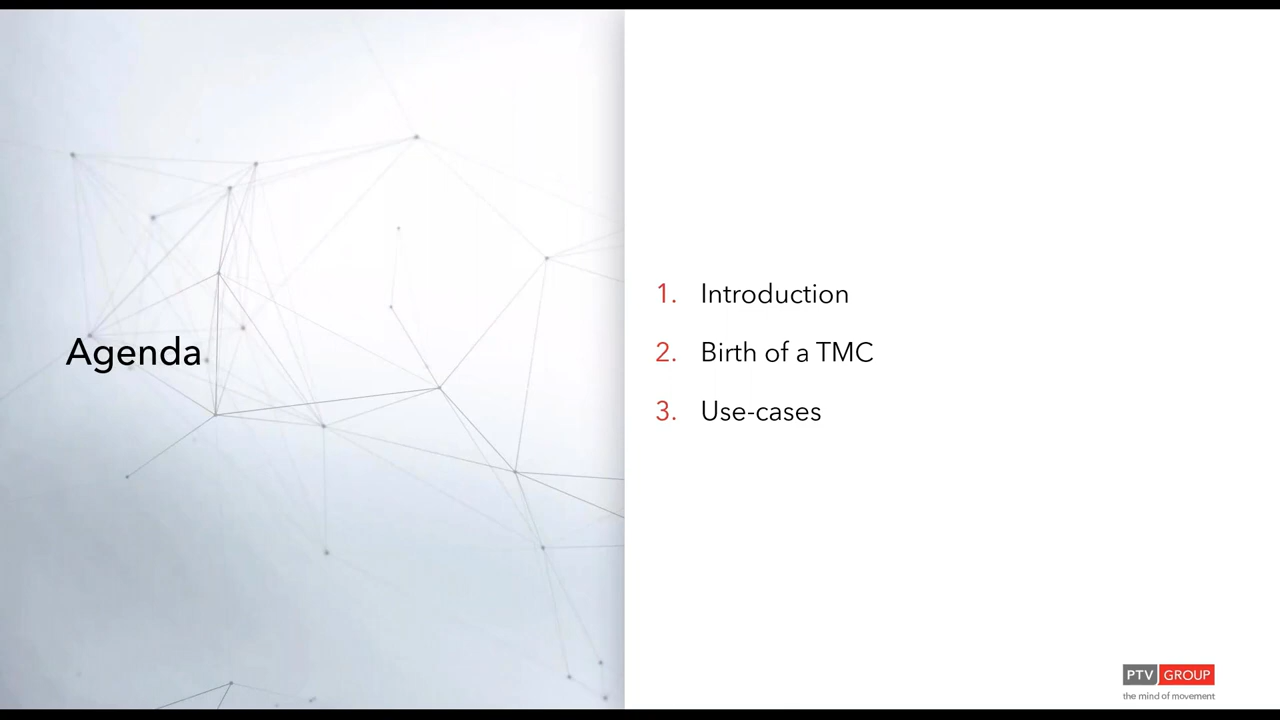 Agenda
1. Introduction
2. Birth of a TMC
3. Use-cases
PTV GROUP
the mind of movement